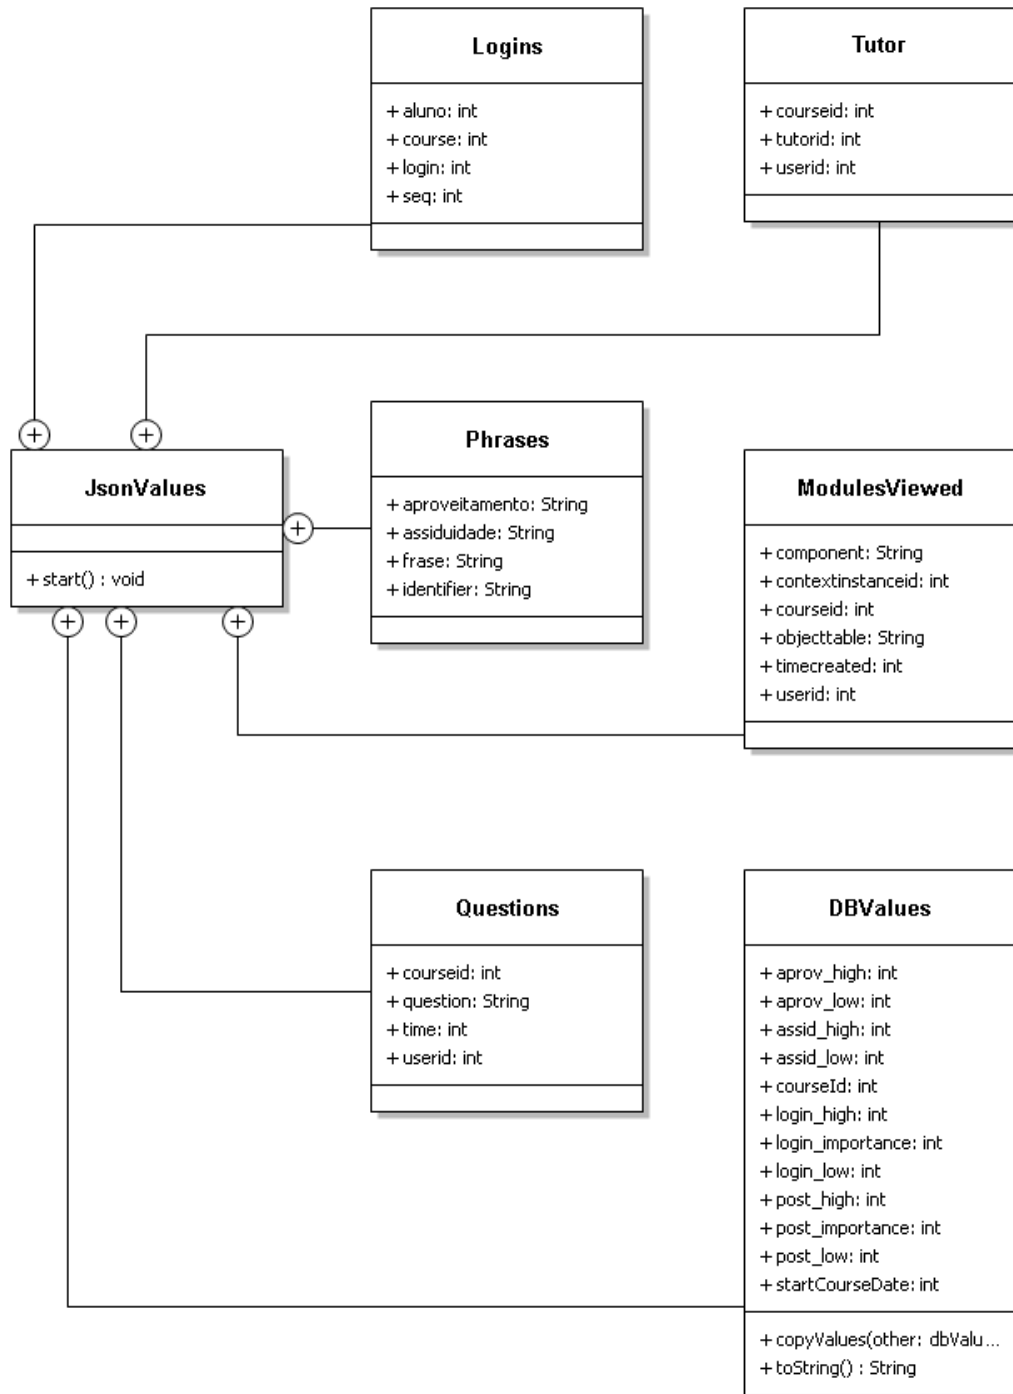 Logins
+ aluno: int
+ course: int
+ login: int
+ seq: int
Tutor
+ courseid: int
+ tutorid: int
+ userid: int
JsonValues
+ start() : void
Phrases
+ aproveitamento: String
+ assiduidade: String
+ frase: String
+ identifier: String
ModulesViewed
+ component: String
+ contextinstanceid: int
+ courseid: int
+ objecttable: String
+ timecreated: int
+ userid: int
Questions
+ courseid: int
+ question: String
+ time: int
+ userid: int
DBValues
+ aprov_high: int
+ aprov_low: int
+ assid_high: int
+ assid_low: int
+ courseId: int
+ login_high: int
+ login_importance: int
+ login_low: int
+ post_high: int
+ post_importance: int
+ post_low: int
+ startCourseDate: int
+ copyValues(other: dbValu...
+ toString() : String